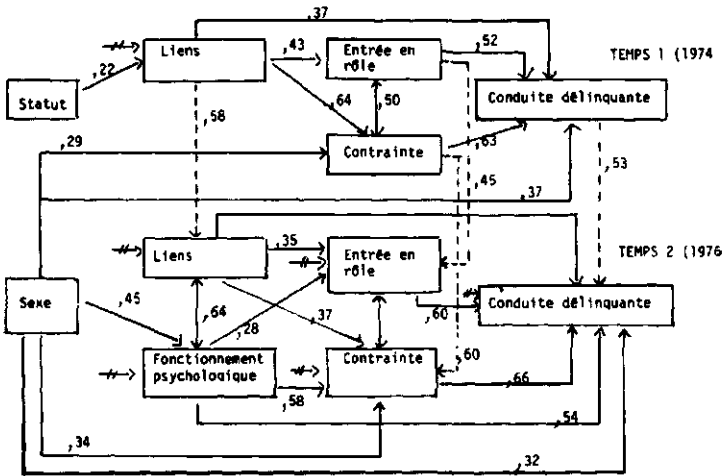 ,37
Liens
,43
Entrée en
rôle
,52
TEMPS 1 (1974
,22
Statut
,64
,50
Conduite délinquante
,58
,29
Contrainte
,63
,45
,53
,37
Liens
,35
Entrée en
rôle
TEMPS 2 (1976
Sexe
,45
,64
,28
,37
,60
Conduite délinquante
Fonctionnement
psychologique
,58
Contrainte
,60
,66
,54
,34
,32